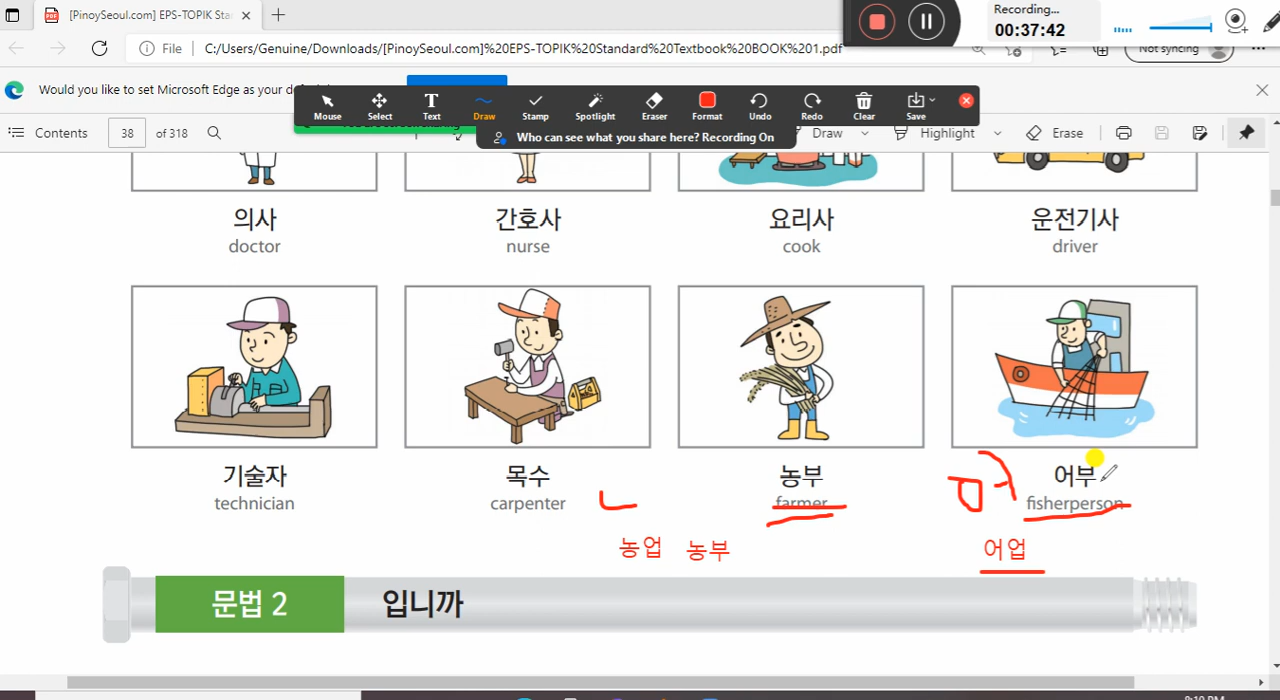 [PinoySeoul.com] EPS-TOPIK Sta
Recording...
00:37:42
File
C:/Users/Genuine/Downloads/[PinoySeoul.com]%20EPS-TOPIK%20Standard%20Textbook%20BOOK%201.pdf
Not syncing
Would you like to set Microsoft Edge as your
Mouse Select Text Draw Stamp Spotlight Eraser Format Undo Redo Clear Save
Who can see what you share here? Recording On
Contents 38 of 318 Draw Highlight Erase
의사 간호사 요리사 운전기사
doctor nurse cook driver
기술자 목수 농부 어부
technician carpenter farmer fisherperson
어
농업 농부 어업
문법 2 입니까